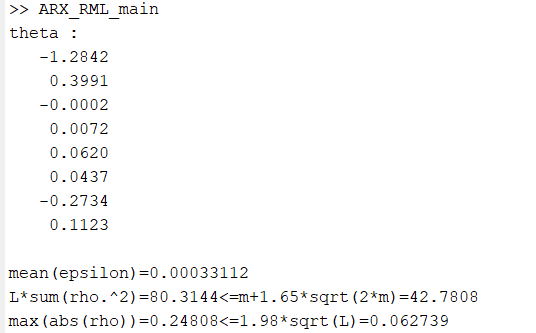 >> ARX_RML_main
theta :
-1.2842
0.3991
-0.0002
0.0072
0.0620
0.0437
-0.2734
0.1123
mean(epsilon)=0.00033112
L*sum(rho.^2)=80.3144<=m+1.65*sqrt(2*m)=42.7808
max(abs(rho))=0.24808<=1.98*sqrt(L)=0.062739